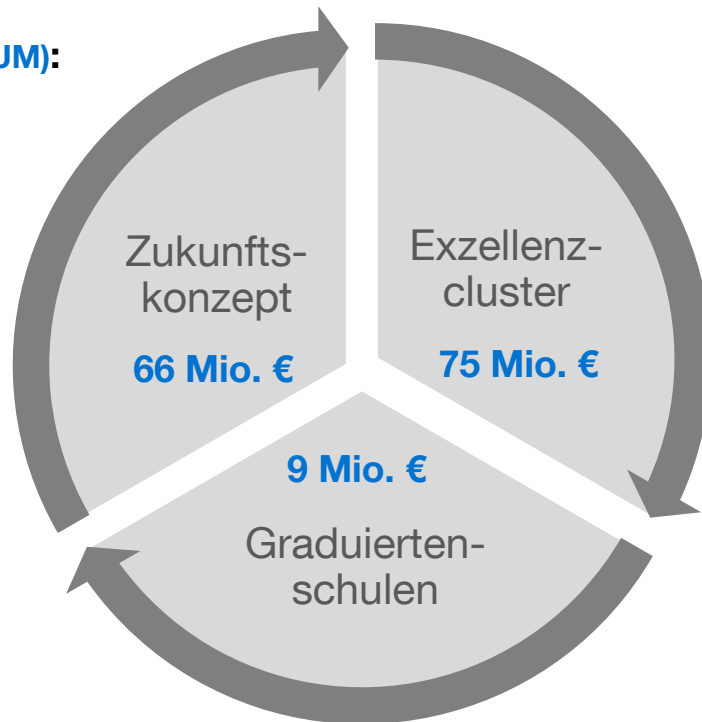 UM):
Zukunfts-
konzept
66 Mio. €
Exzellenz-
cluster
75 Mio. €
9 Mio. €
Graduierten-
schulen